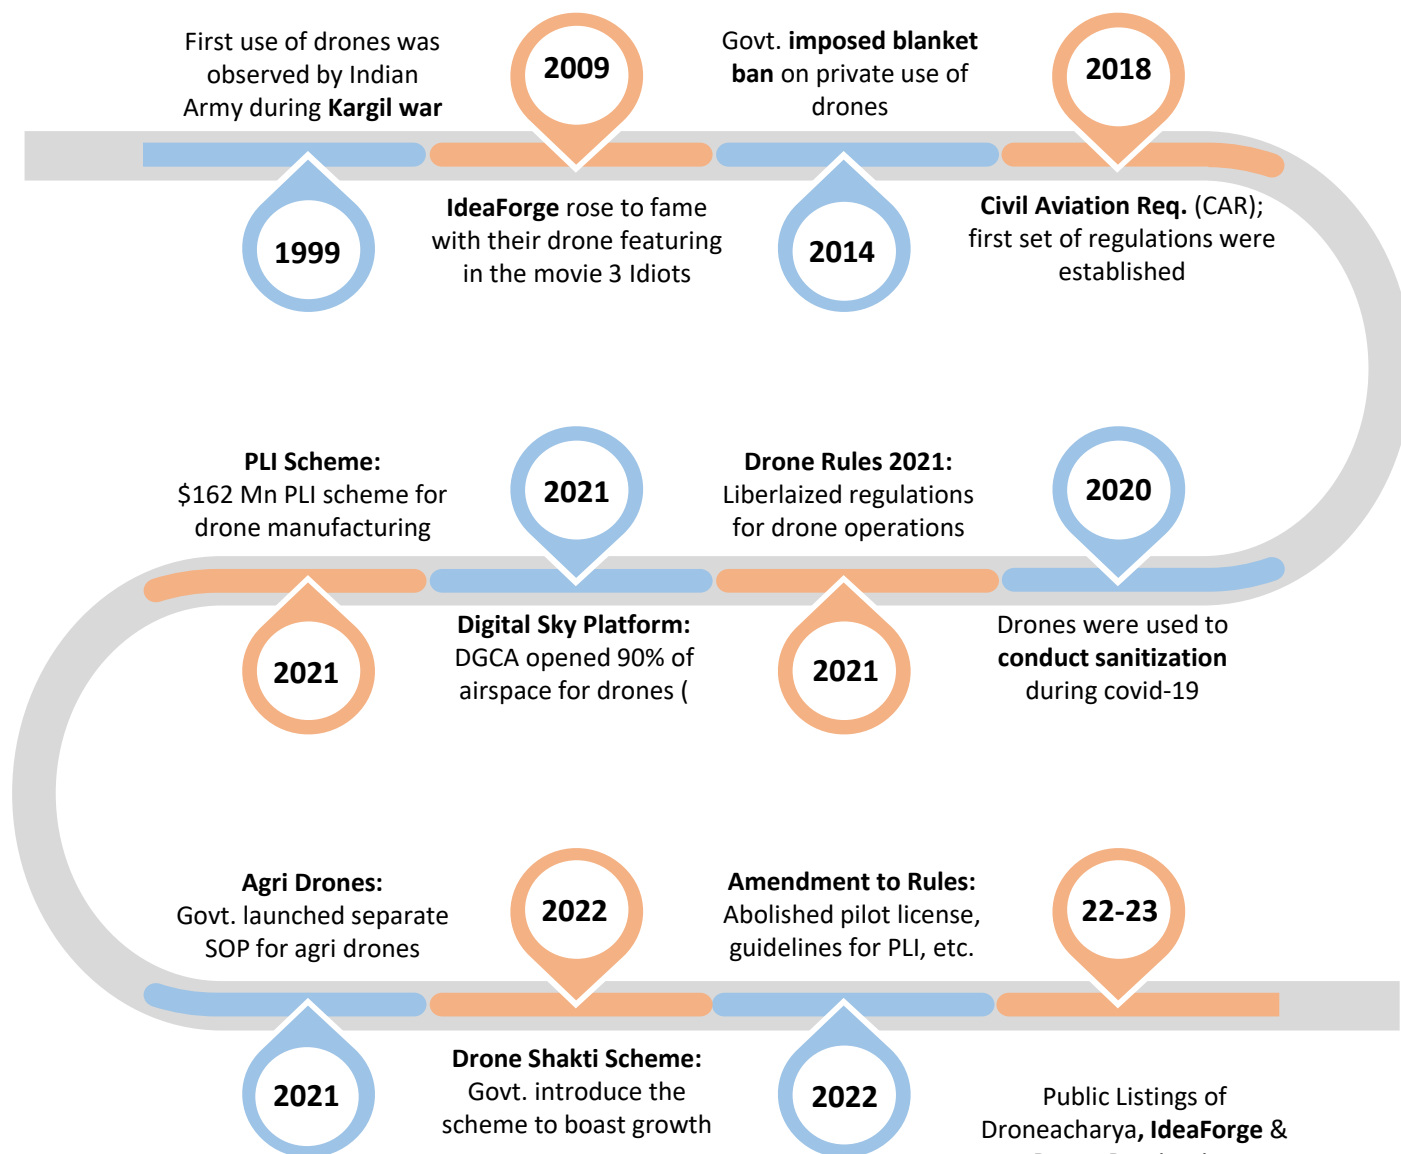 First use of drones was
observed by Indian
Army during Kargil war
1999
2009
IdeaForge rose to fame
with their drone featuring
in the movie 3 Idiots
Govt. imposed blanket
ban on private use of
drones
2014
2018
Civil Aviation Req. (CAR);
first set of regulations were
established
2020
Drones were used to
conduct sanitization
during covid-19
Drone Rules 2021:
Liberlaized regulations
for drone operations
2021
2021
Digital Sky Platform:
DGCA opened 90% of
airspace for drones (
PLI Scheme:
$162 Mn PLI scheme for
drone manufacturing
2021
Agri Drones:
Govt. launched separate
SOP for agri drones
2021
2022
Drone Shakti Scheme:
Govt. introduce the
scheme to boast growth
Amendment to Rules:
Abolished pilot license,
guidelines for PLI, etc.
2022
22-23
Public Listings of
Droneacharya, IdeaForge &